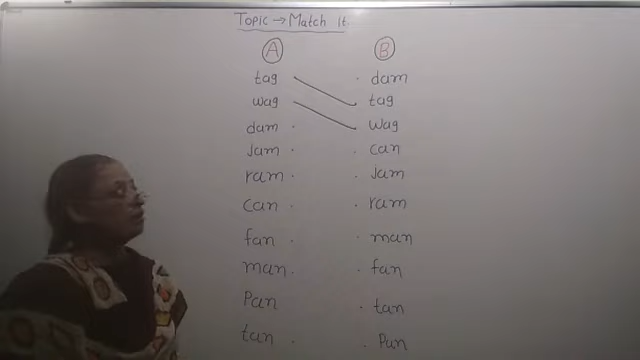 Topic → Match it.
A B
tag dam
wag tag
dam wag
Jam can
ram Jam
can ram
fan man
man fan
Pan tan
tan Pan